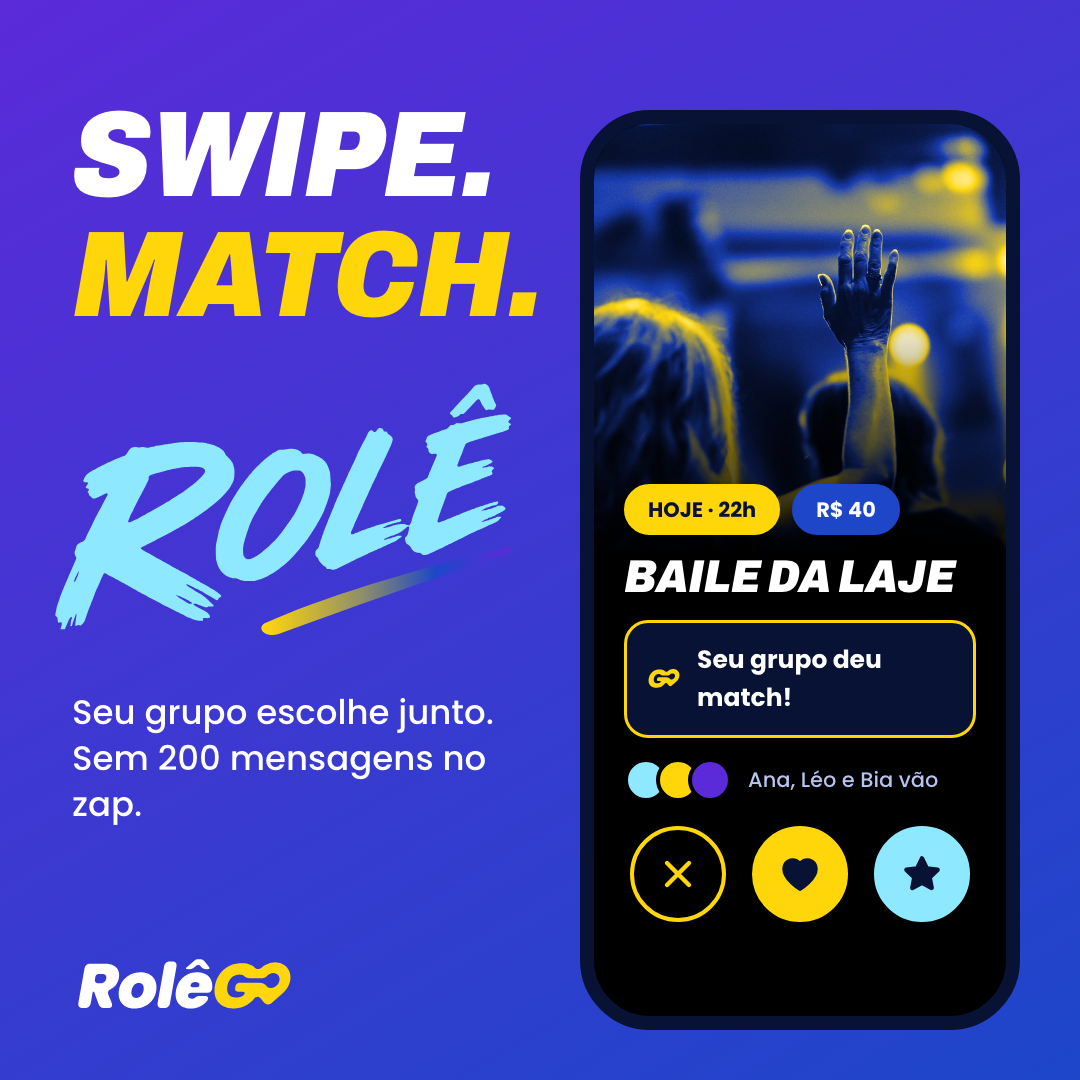 SWIPE.
MATCH.
ROLÊ
Seu grupo escolhe junto.
Sem 200 mensagens no
zap.
RolêGO
HOJE · 22h
R$ 40
BAILE DA LAJE
GO
Seu grupo deu
match!
Ana, Léo e Bia vão